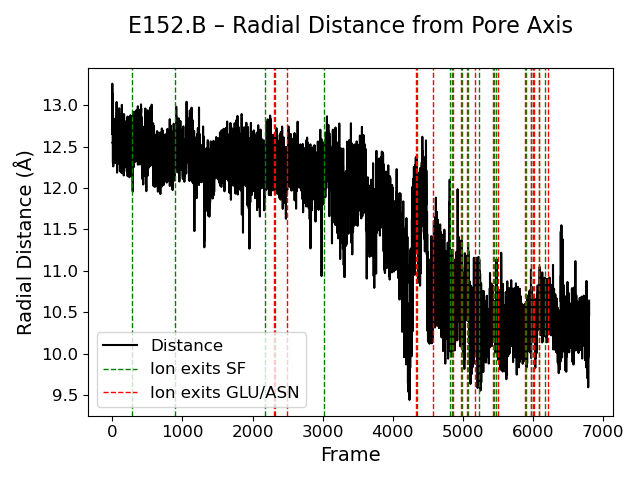 E152.B – Radial Distance from Pore Axis
Radial Distance (Å)
13.0
12.5
12.0
11.5
11.0
10.5
10.0
9.5
Distance
Ion exits SF
Ion exits GLU/ASN
0 1000 2000 3000 4000 5000 6000 7000
Frame